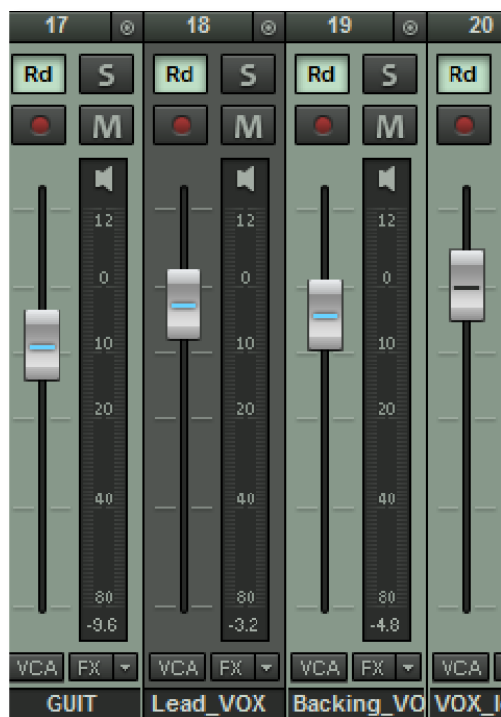 17 18 19 20
Rd S Rd S Rd S Rd
M M M
12 12 12
0 0 0
10 10 10
20 20 20
40 40 40
80 80 80
-9.6 -3.2 -4.8
VCA FX VCA FX VCA FX VCA
GUIT Lead_VOX Backing_VO VOX_